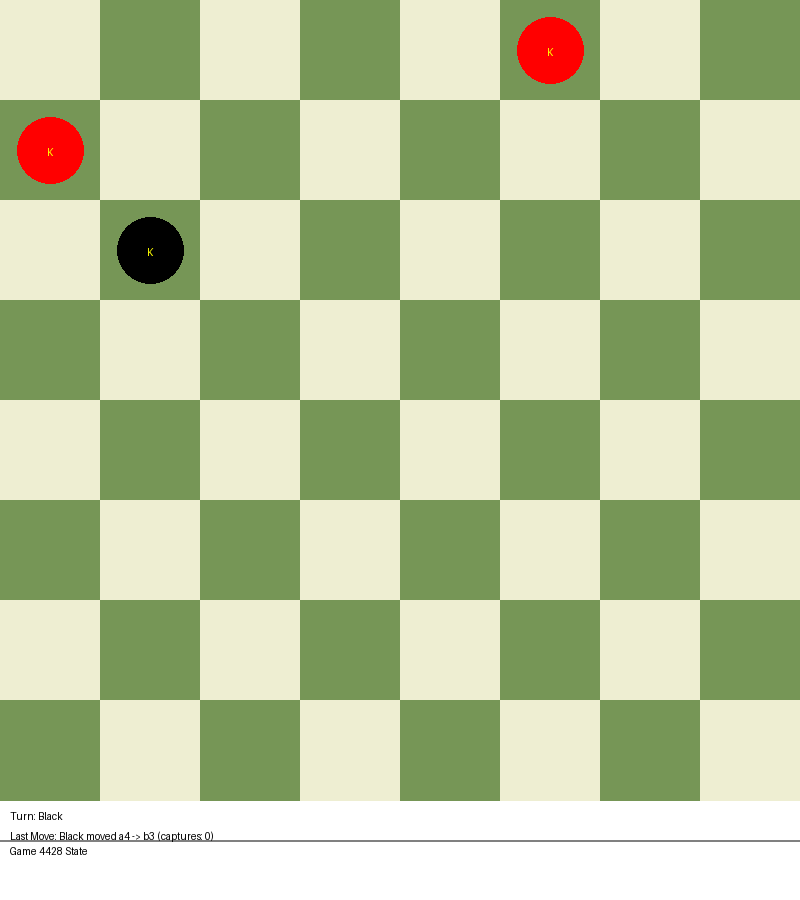 K
K
K
Turn: Black
Last Move: Black moved a4 -> b3 (captures: 0)
Game 4428 State